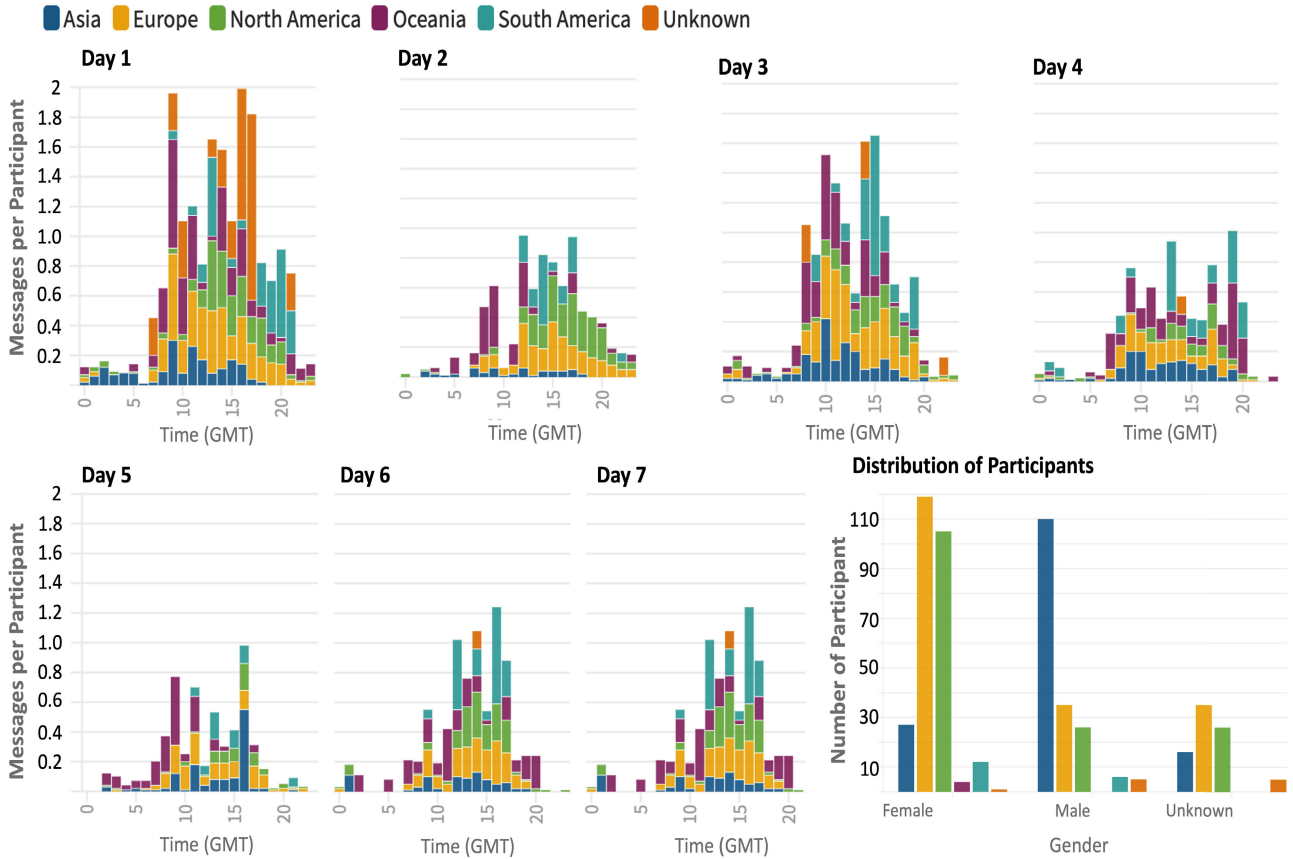 Asia Europe North America Oceania South America Unknown
Day 1
Day 2
Day 3
Day 4
Messages per Participant
2
1.8
1.6
1.4
1.2
1.0
0.8
0.6
0.4
0.2
0 5 10 15 20
Time (GMT)
0 5 10 15 20
Time (GMT)
0 5 10 15 20
Time (GMT)
0 5 10 15 20
Time (GMT)
Day 5
Day 6
Day 7
Distribution of Participants
Messages per Participant
2
1.8
1.6
1.4
1.2
1.0
0.8
0.6
0.4
0.2
0 5 10 15 20
Time (GMT)
0 5 10 15 20
Time (GMT)
0 5 10 15 20
Time (GMT)
Number of Participant
110
90
70
50
30
10
Female Male Unknown
Gender